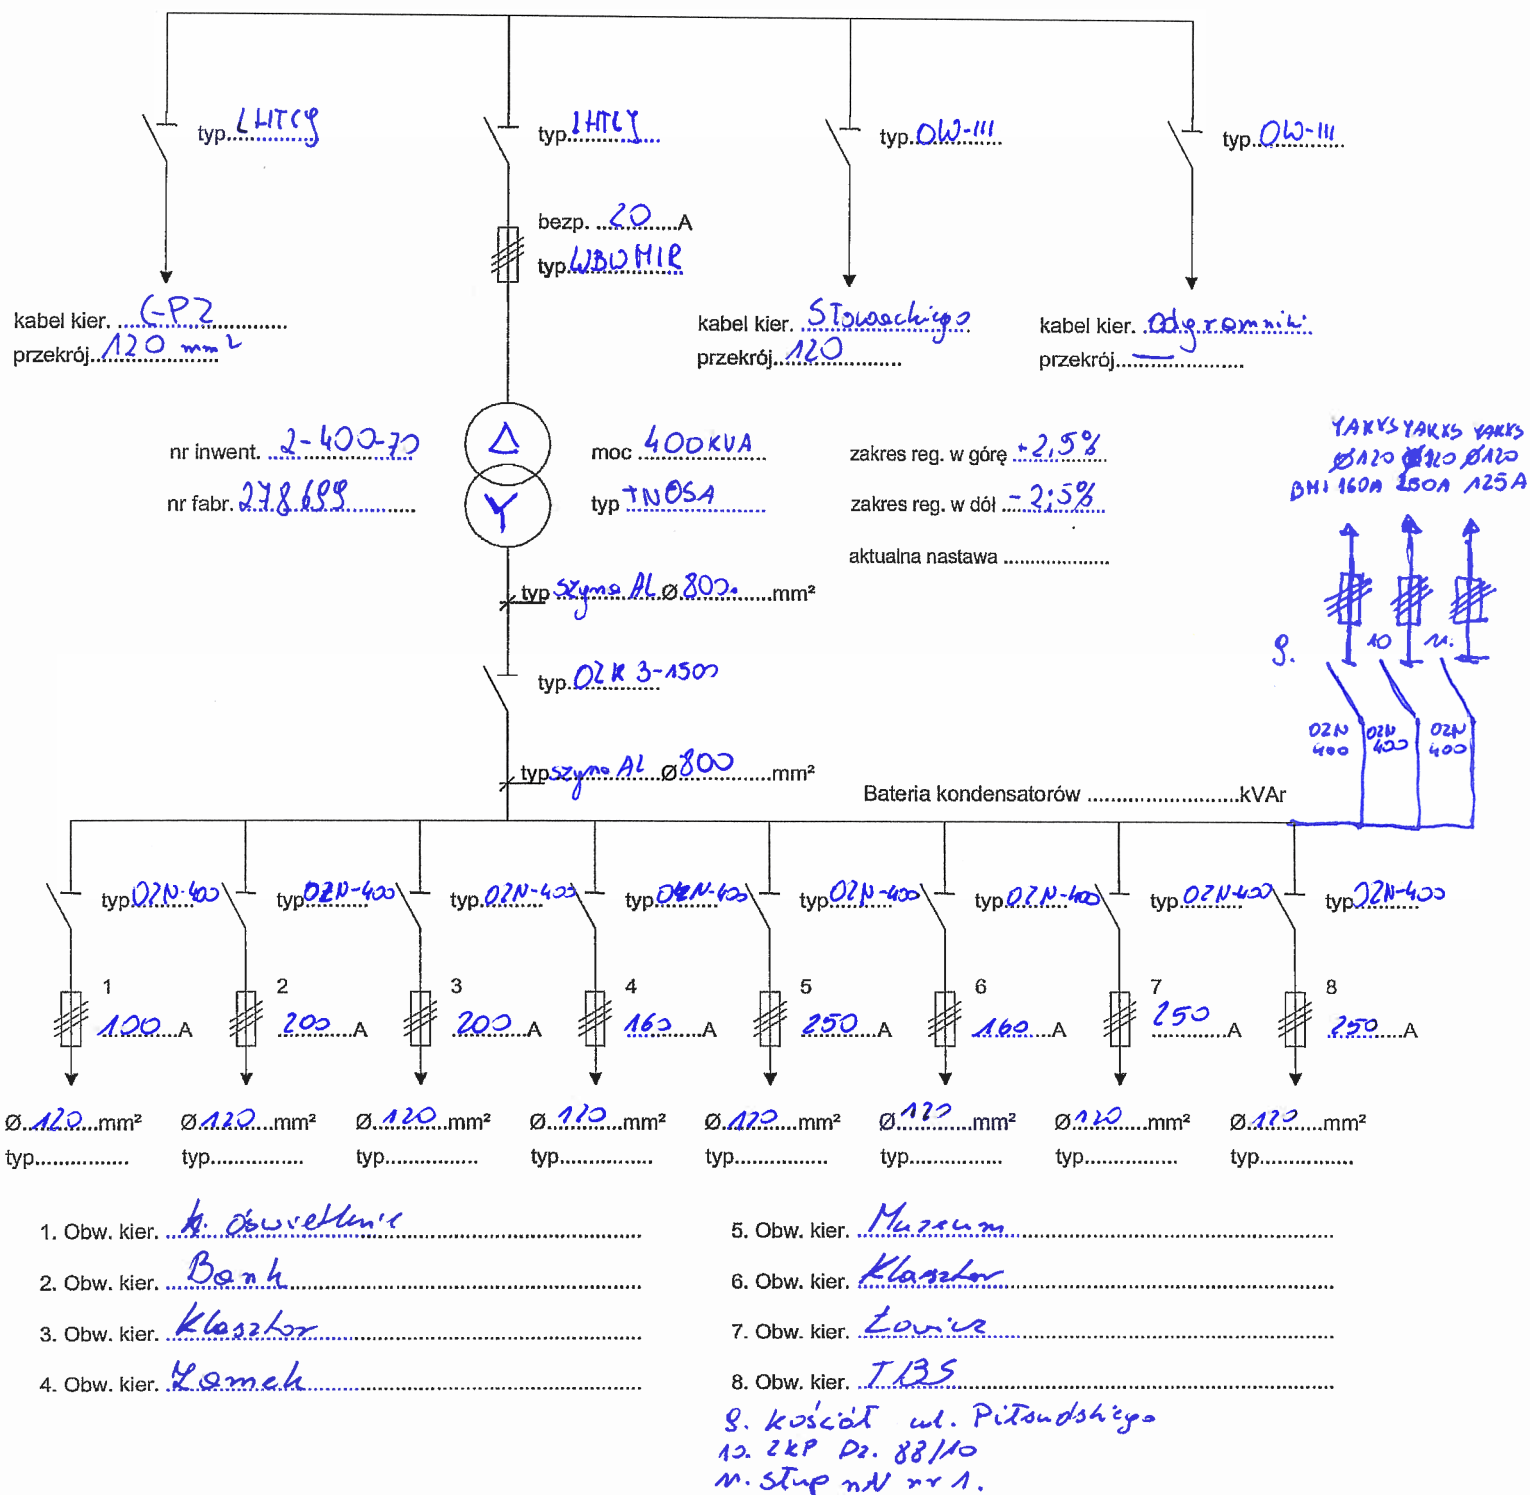 typ. LHTCJ typ. LHTCJ typ. OW-III typ. OW-III
bezp. 20 A
typ. WBWMIR
kabel kier. GPZ kabel kier. Słowackiego kabel kier. odgromniki
przekrój 120 mm² przekrój 120 przekrój —
YAKXS YAKXS YAKXS
Ø120 Ø120 Ø120
BMi 160A 250A 125A
nr inwent. 2-400-70 moc 400 KVA zakres reg. w górę +2,5%
nr fabr. 278699 typ TNOSA zakres reg. w dół -2,5%
aktualna nastawa
typ szyna AL Ø 800 mm²
9. 10 11.
typ. OZK 3-1500
OZN OZN OZN
400 400 400
typ szyna AL Ø 800 mm²
Bateria kondensatorów kVAr
typ OZN-400 typ OZN-400 typ OZN-400 typ OZN-400 typ OZN-400 typ OZN-400 typ OZN-400 typ OZN-400
1 2 3 4 5 6 7 8
100 A 200 A 200 A 160 A 250 A 160 A 250 A 250 A
Ø 120 mm² Ø 120 mm² Ø 120 mm² Ø 120 mm² Ø 120 mm² Ø 120 mm² Ø 120 mm² Ø 120 mm²
typ. typ. typ. typ. typ. typ. typ. typ.
1. Obw. kier. k. oświetlenie
2. Obw. kier. Bank
3. Obw. kier. Klasztor
4. Obw. kier. Zamek
5. Obw. kier. Muzeum
6. Obw. kier. Klasztor
7. Obw. kier. Łowicz
8. Obw. kier. TBS
9. Kościół ul. Piłsudskiego
10. ZKP Dz. 88/10
11. Słup nN nr 1.